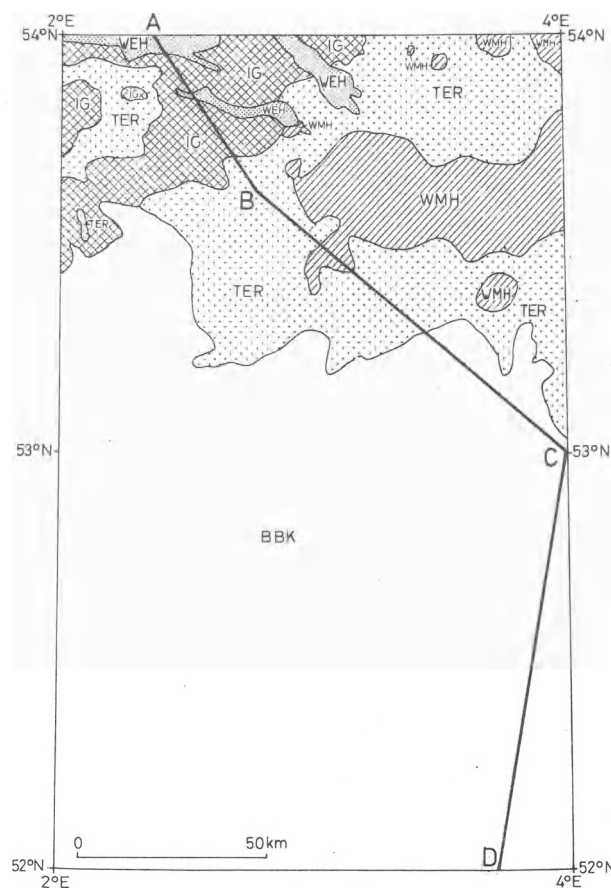 2°E 4°E
54°N A 54°N
WEH IG WMH WMH
WEH WMH
IG IG TER
TER WEH WMH
IG
B WMH
TER
TER WMH TER
53°N C 53°N
BBK
0 50km
52°N D 52°N
2°E 4°E